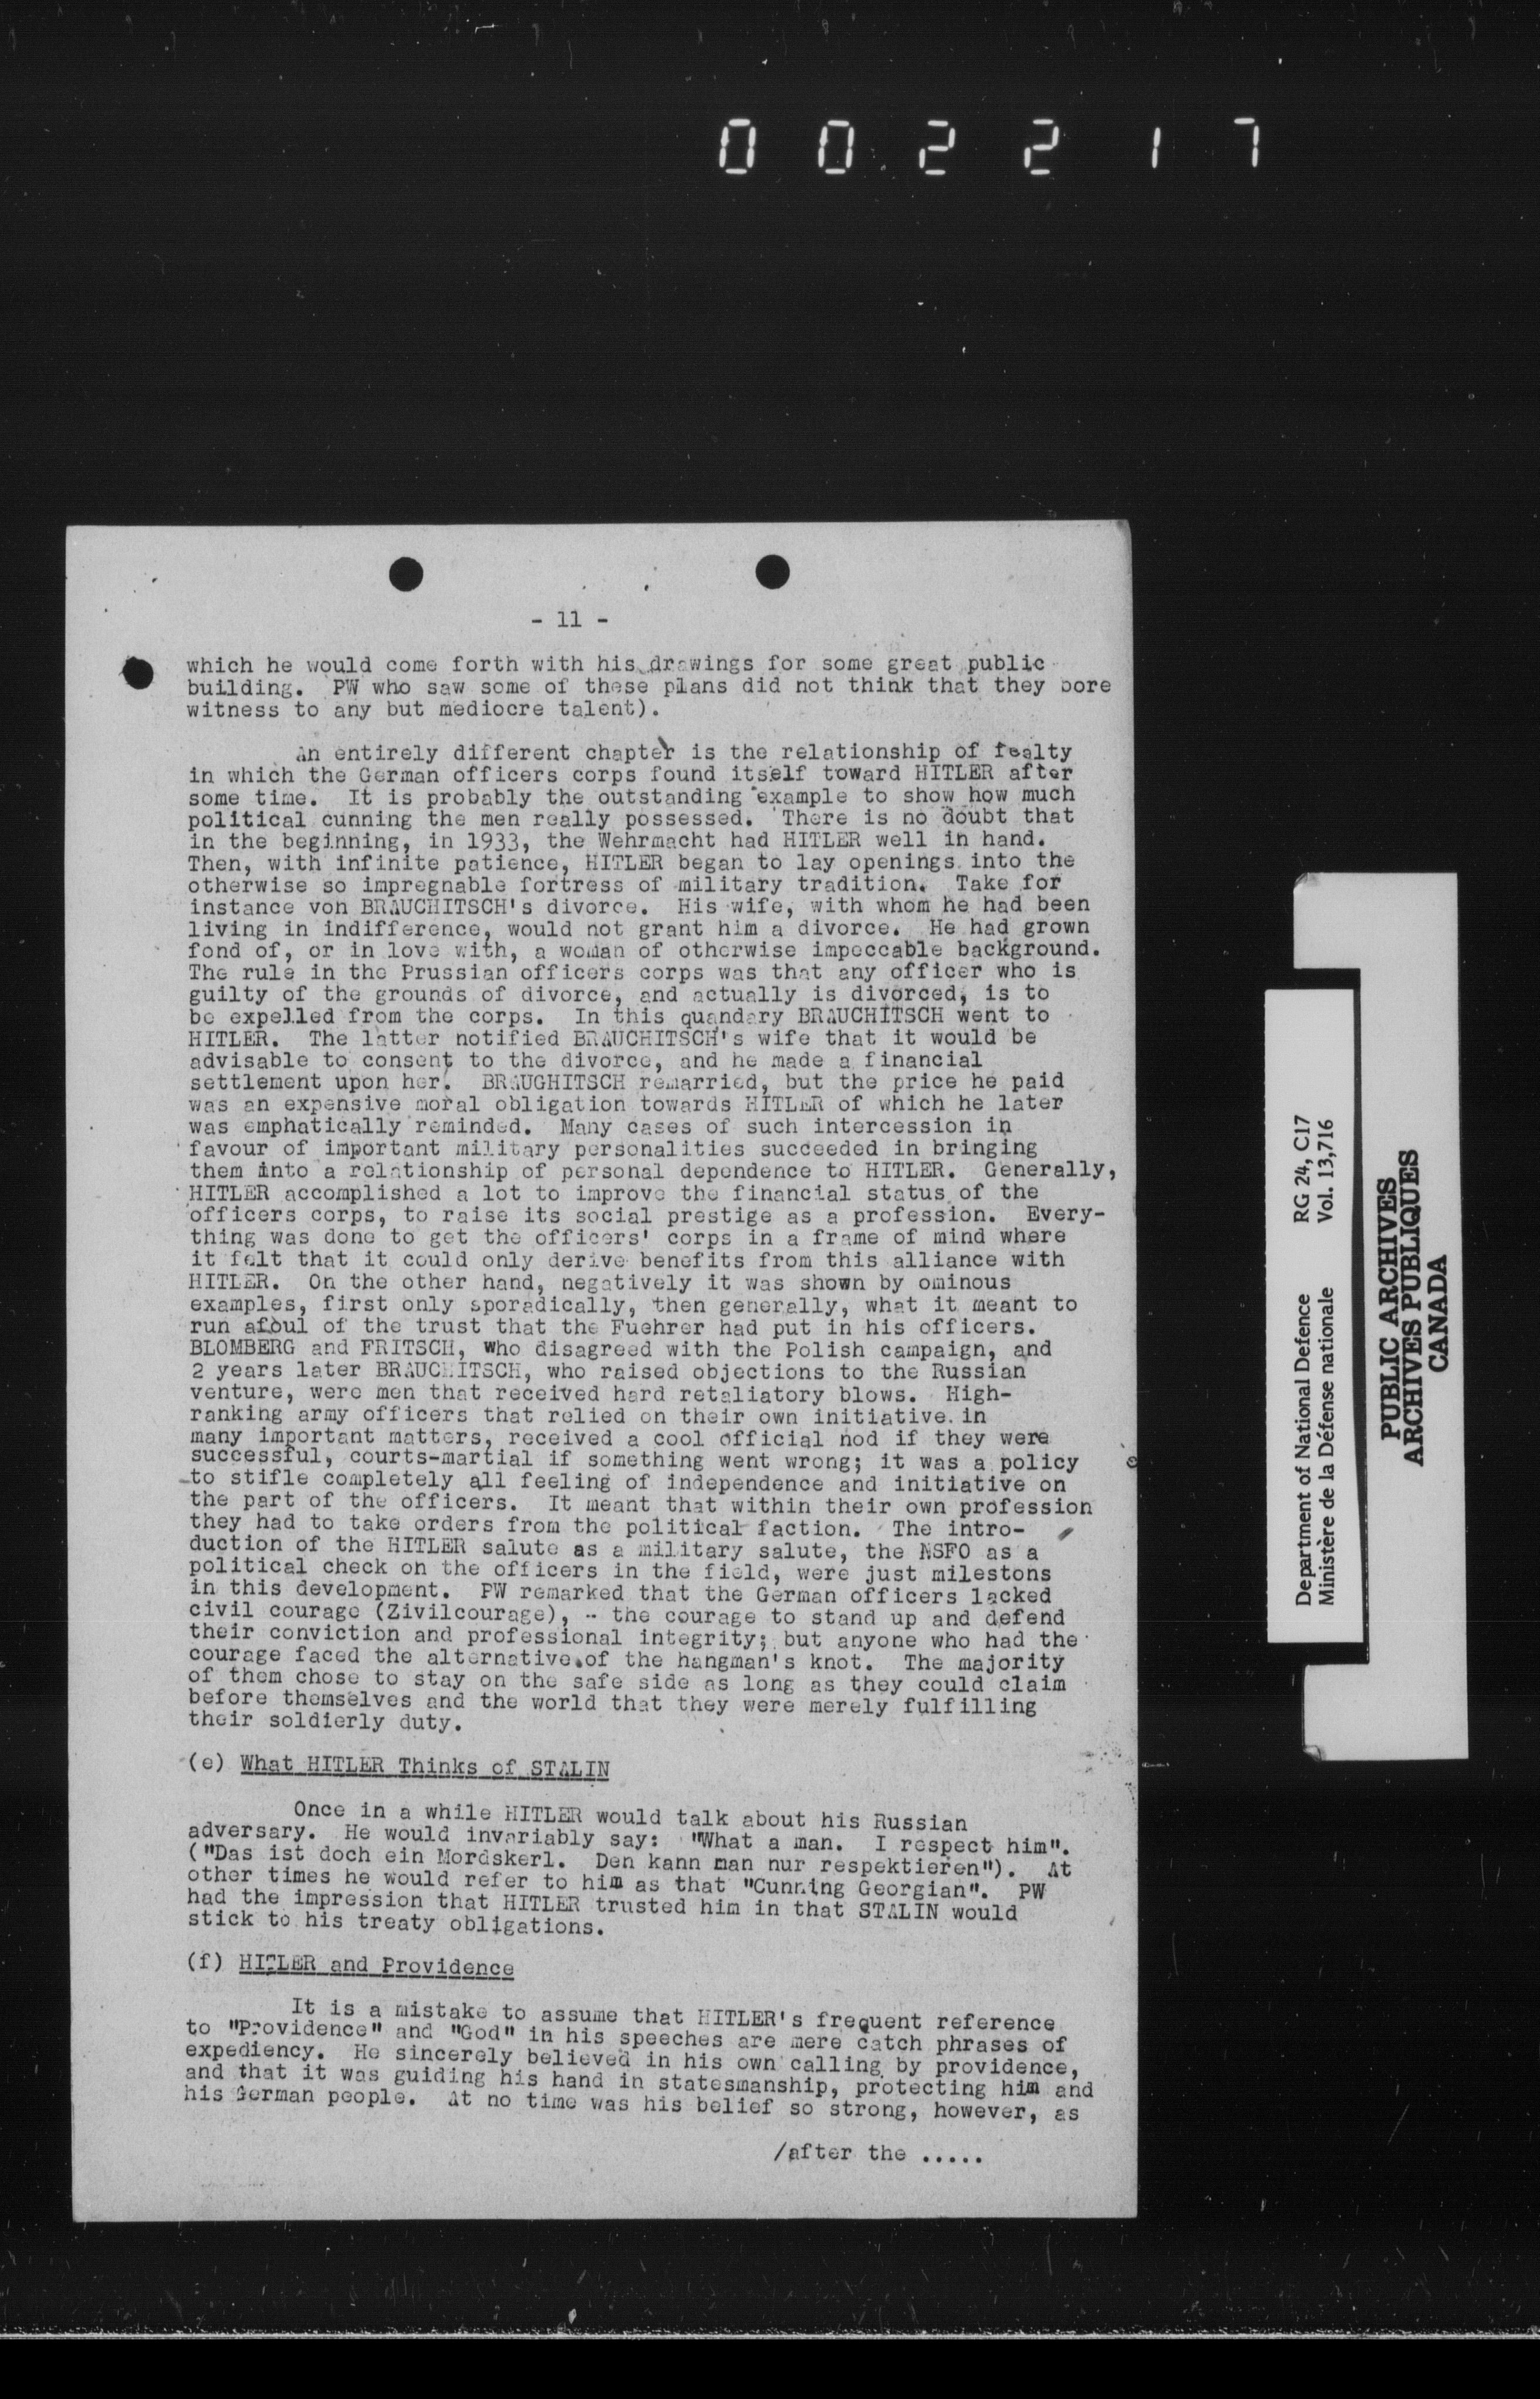 002217
- 11 -
which he would come forth with his drawings for some great public
building. PW who saw some of these plans did not think that they bore
witness to any but mediocre talent).
An entirely different chapter is the relationship of fealty
in which the German officers corps found itself toward HITLER after
some time. It is probably the outstanding example to show how much
political cunning the men really possessed. There is no doubt that
in the beginning, in 1933, the Wehrmacht had HITLER well in hand.
Then, with infinite patience, HITLER began to lay openings into the
otherwise so impregnable fortress of military tradition. Take for
instance von BRAUCHITSCH's divorce. His wife, with whom he had been
living in indifference, would not grant him a divorce. He had grown
fond of, or in love with, a woman of otherwise impeccable background.
The rule in the Prussian officers corps was that any officer who is
guilty of the grounds of divorce, and actually is divorced, is to
be expelled from the corps. In this quandary BRAUCHITSCH went to
HITLER. The latter notified BRAUCHITSCH's wife that it would be
advisable to consent to the divorce, and he made a financial
settlement upon her. BRAUGHITSCH remarried, but the price he paid
was an expensive moral obligation towards HITLER of which he later
was emphatically reminded. Many cases of such intercession in
favour of important military personalities succeeded in bringing
them into a relationship of personal dependence to HITLER. Generally,
HITLER accomplished a lot to improve the financial status of the
officers corps, to raise its social prestige as a profession. Every-
thing was done to get the officers' corps in a frame of mind where
it felt that it could only derive benefits from this alliance with
HITLER. On the other hand, negatively it was shown by ominous
examples, first only sporadically, then generally, what it meant to
run afoul of the trust that the Fuehrer had put in his officers.
BLOMBERG and FRITSCH, who disagreed with the Polish campaign, and
2 years later BRAUCHITSCH, who raised objections to the Russian
venture, were men that received hard retaliatory blows. High-
ranking army officers that relied on their own initiative in
many important matters, received a cool official nod if they were
successful, courts-martial if something went wrong; it was a policy
to stifle completely all feeling of independence and initiative on
the part of the officers. It meant that within their own profession
they had to take orders from the political faction. The intro-
duction of the HITLER salute as a military salute, the NSFO as a
political check on the officers in the field, were just milestons
in this development. PW remarked that the German officers lacked
civil courage (Zivilcourage), - the courage to stand up and defend
their conviction and professional integrity; but anyone who had the
courage faced the alternative of the hangman's knot. The majority
of them chose to stay on the safe side as long as they could claim
before themselves and the world that they were merely fulfilling
their soldierly duty.
(e) What HITLER Thinks of STALIN
Once in a while HITLER would talk about his Russian
adversary. He would invariably say: "What a man. I respect him".
("Das ist doch ein Mordskerl. Den kann man nur respektieren"). At
other times he would refer to him as that "Cunning Georgian". PW
had the impression that HITLER trusted him in that STALIN would
stick to his treaty obligations.
(f) HITLER and Providence
It is a mistake to assume that HITLER's frequent reference
to "Providence" and "God" in his speeches are mere catch phrases of
expediency. He sincerely believed in his own calling by providence,
and that it was guiding his hand in statesmanship, protecting him and
his German people. At no time was his belief so strong, however, as
/after the .....
Department of National Defence RG 24, C17
Ministère de la Défense nationale Vol. 13,716
PUBLIC ARCHIVES
ARCHIVES PUBLIQUES
CANADA